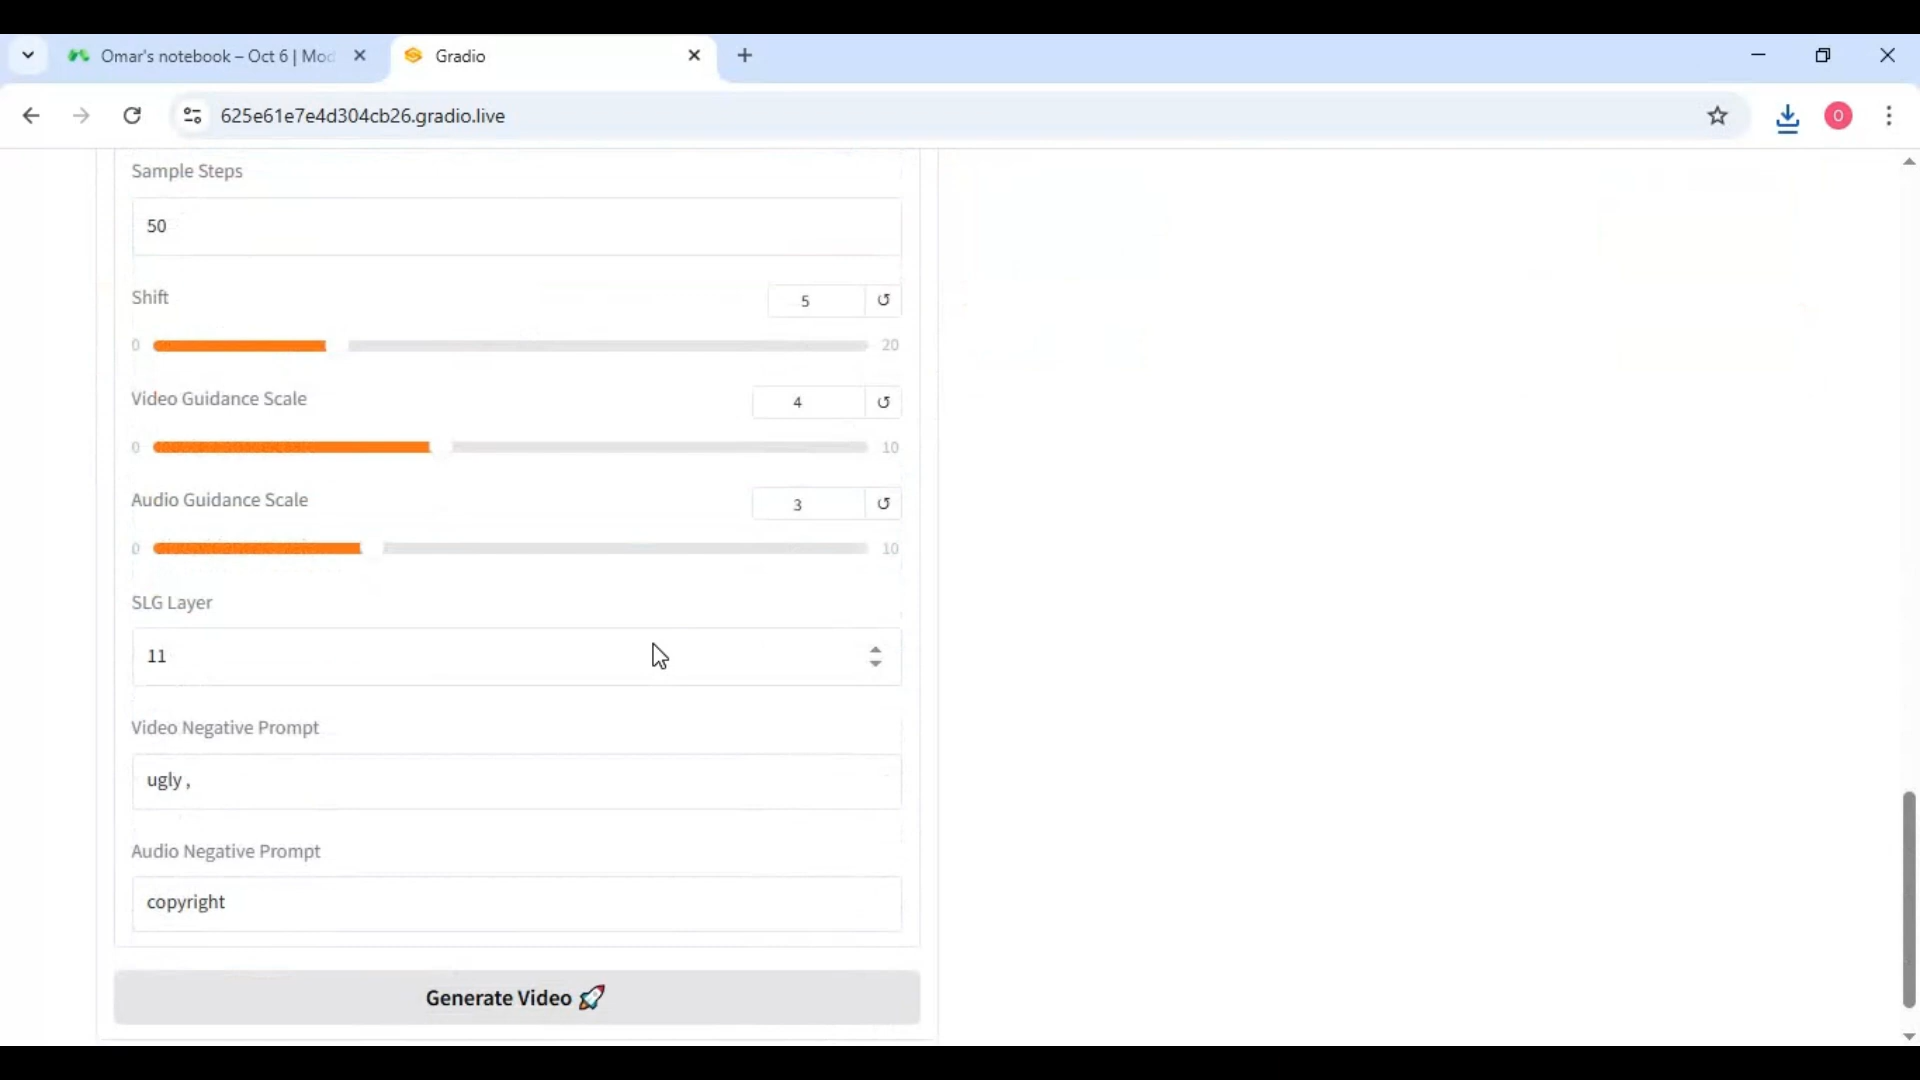 Omar's notebook – Oct 6 | Mod
Gradio
625e61e7e4d304cb26.gradio.live
O
Sample Steps
50
Shift
5
0
20
Video Guidance Scale
4
0
10
Audio Guidance Scale
3
0
10
SLG Layer
11
Video Negative Prompt
ugly ,
Audio Negative Prompt
copyright
Generate Video 🚀